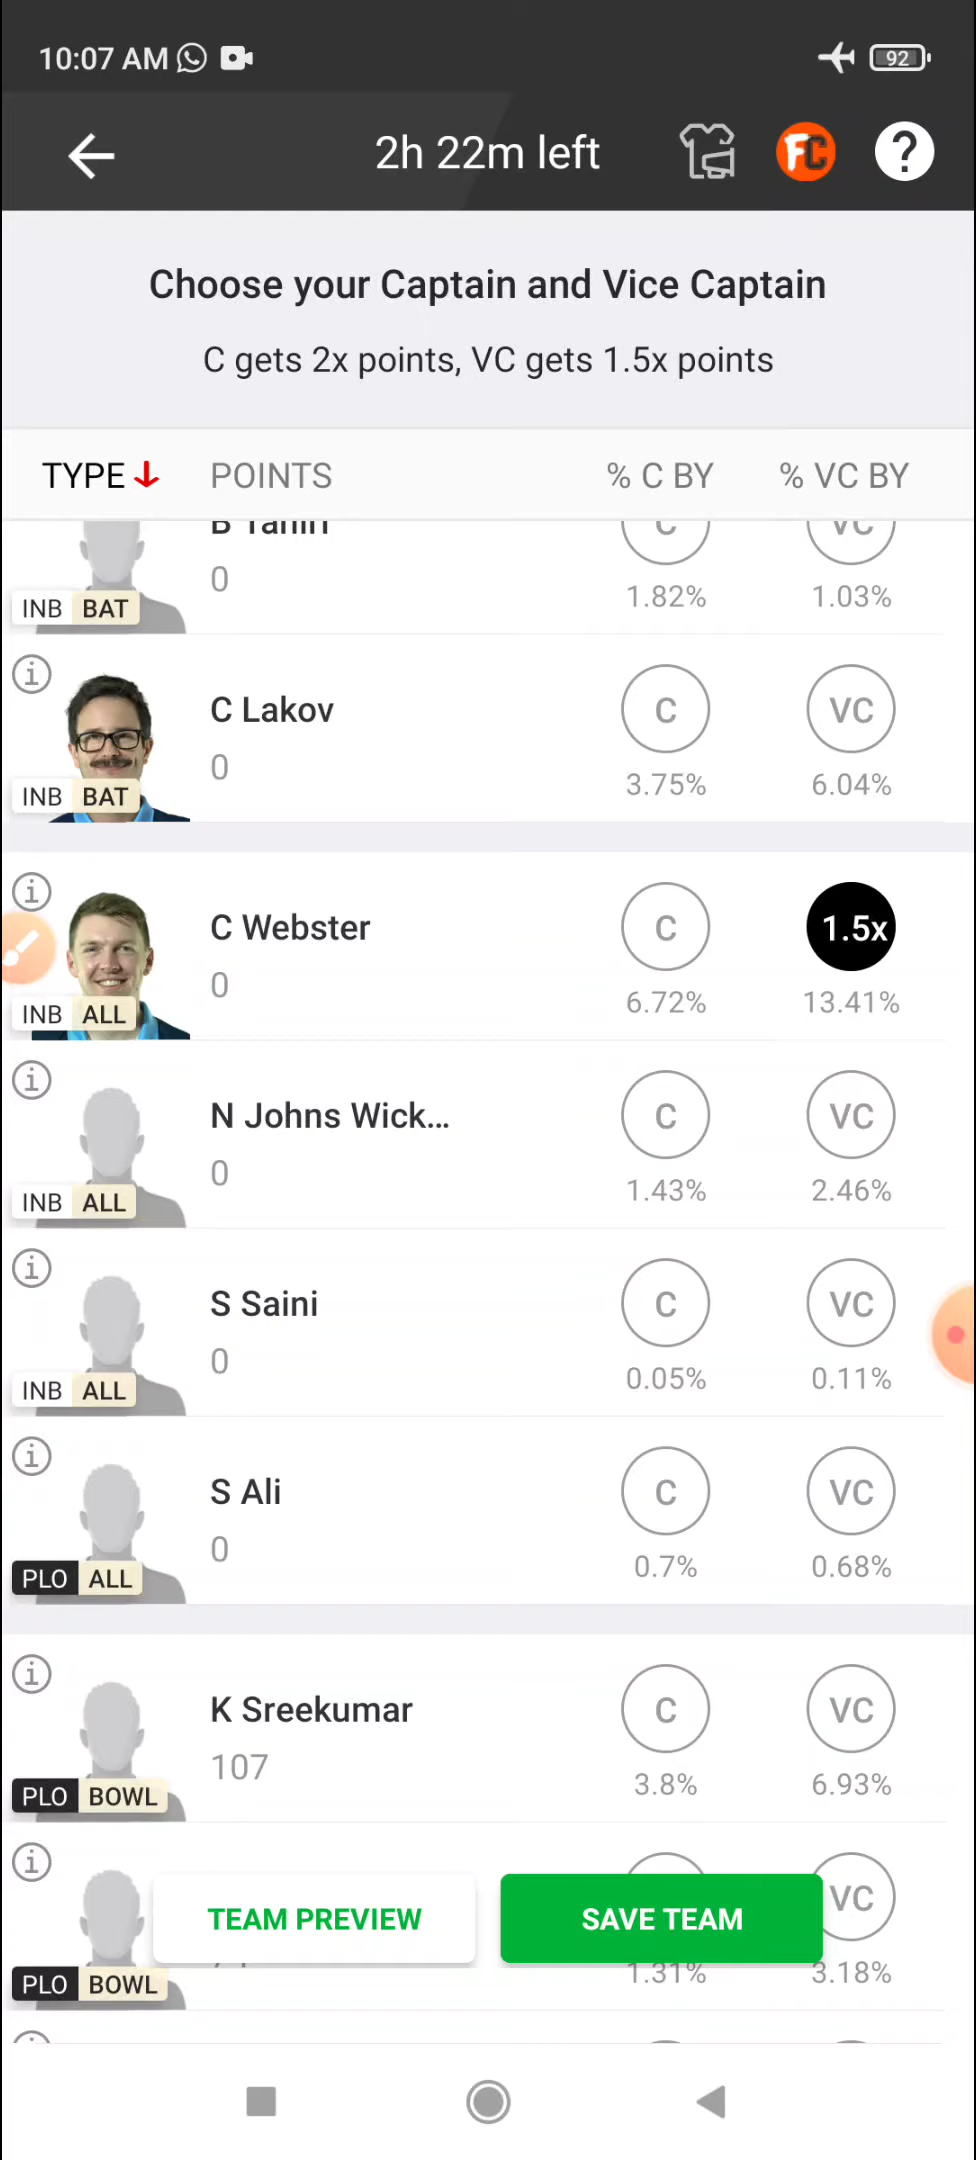 10:07 AM 92
2h 22m left FC ?
Choose your Captain and Vice Captain
C gets 2x points, VC gets 1.5x points
TYPE POINTS % C BY % VC BY
B Tahiri C VC
0 1.82% 1.03%
INB BAT
C Lakov C VC
0 3.75% 6.04%
INB BAT
C Webster C 1.5x
0 6.72% 13.41%
INB ALL
N Johns Wick... C VC
0 1.43% 2.46%
INB ALL
S Saini C VC
0 0.05% 0.11%
INB ALL
S Ali C VC
0 0.7% 0.68%
PLO ALL
K Sreekumar C VC
107 3.8% 6.93%
PLO BOWL
TEAM PREVIEW SAVE TEAM VC
1.31% 3.18%
PLO BOWL